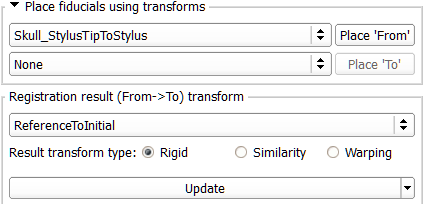 Place fiducials using transforms
Skull_StylusTipToStylus Place 'From'
None Place 'To'
Registration result (From->To) transform
ReferenceToInitial
Result transform type: Rigid Similarity Warping
Update